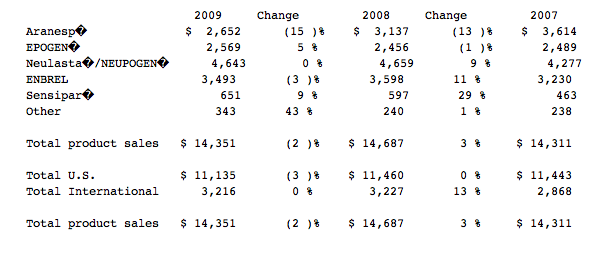 2009 Change 2008 Change 2007
Aranesp� $ 2,652 (15 )% $ 3,137 (13 )% $ 3,614
EPOGEN� 2,569 5 % 2,456 (1 )% 2,489
Neulasta�/NEUPOGEN� 4,643 0 % 4,659 9 % 4,277
ENBREL 3,493 (3 )% 3,598 11 % 3,230
Sensipar� 651 9 % 597 29 % 463
Other 343 43 % 240 1 % 238
Total product sales $ 14,351 (2 )% $ 14,687 3 % $ 14,311
Total U.S. $ 11,135 (3 )% $ 11,460 0 % $ 11,443
Total International 3,216 0 % 3,227 13 % 2,868
Total product sales $ 14,351 (2 )% $ 14,687 3 % $ 14,311